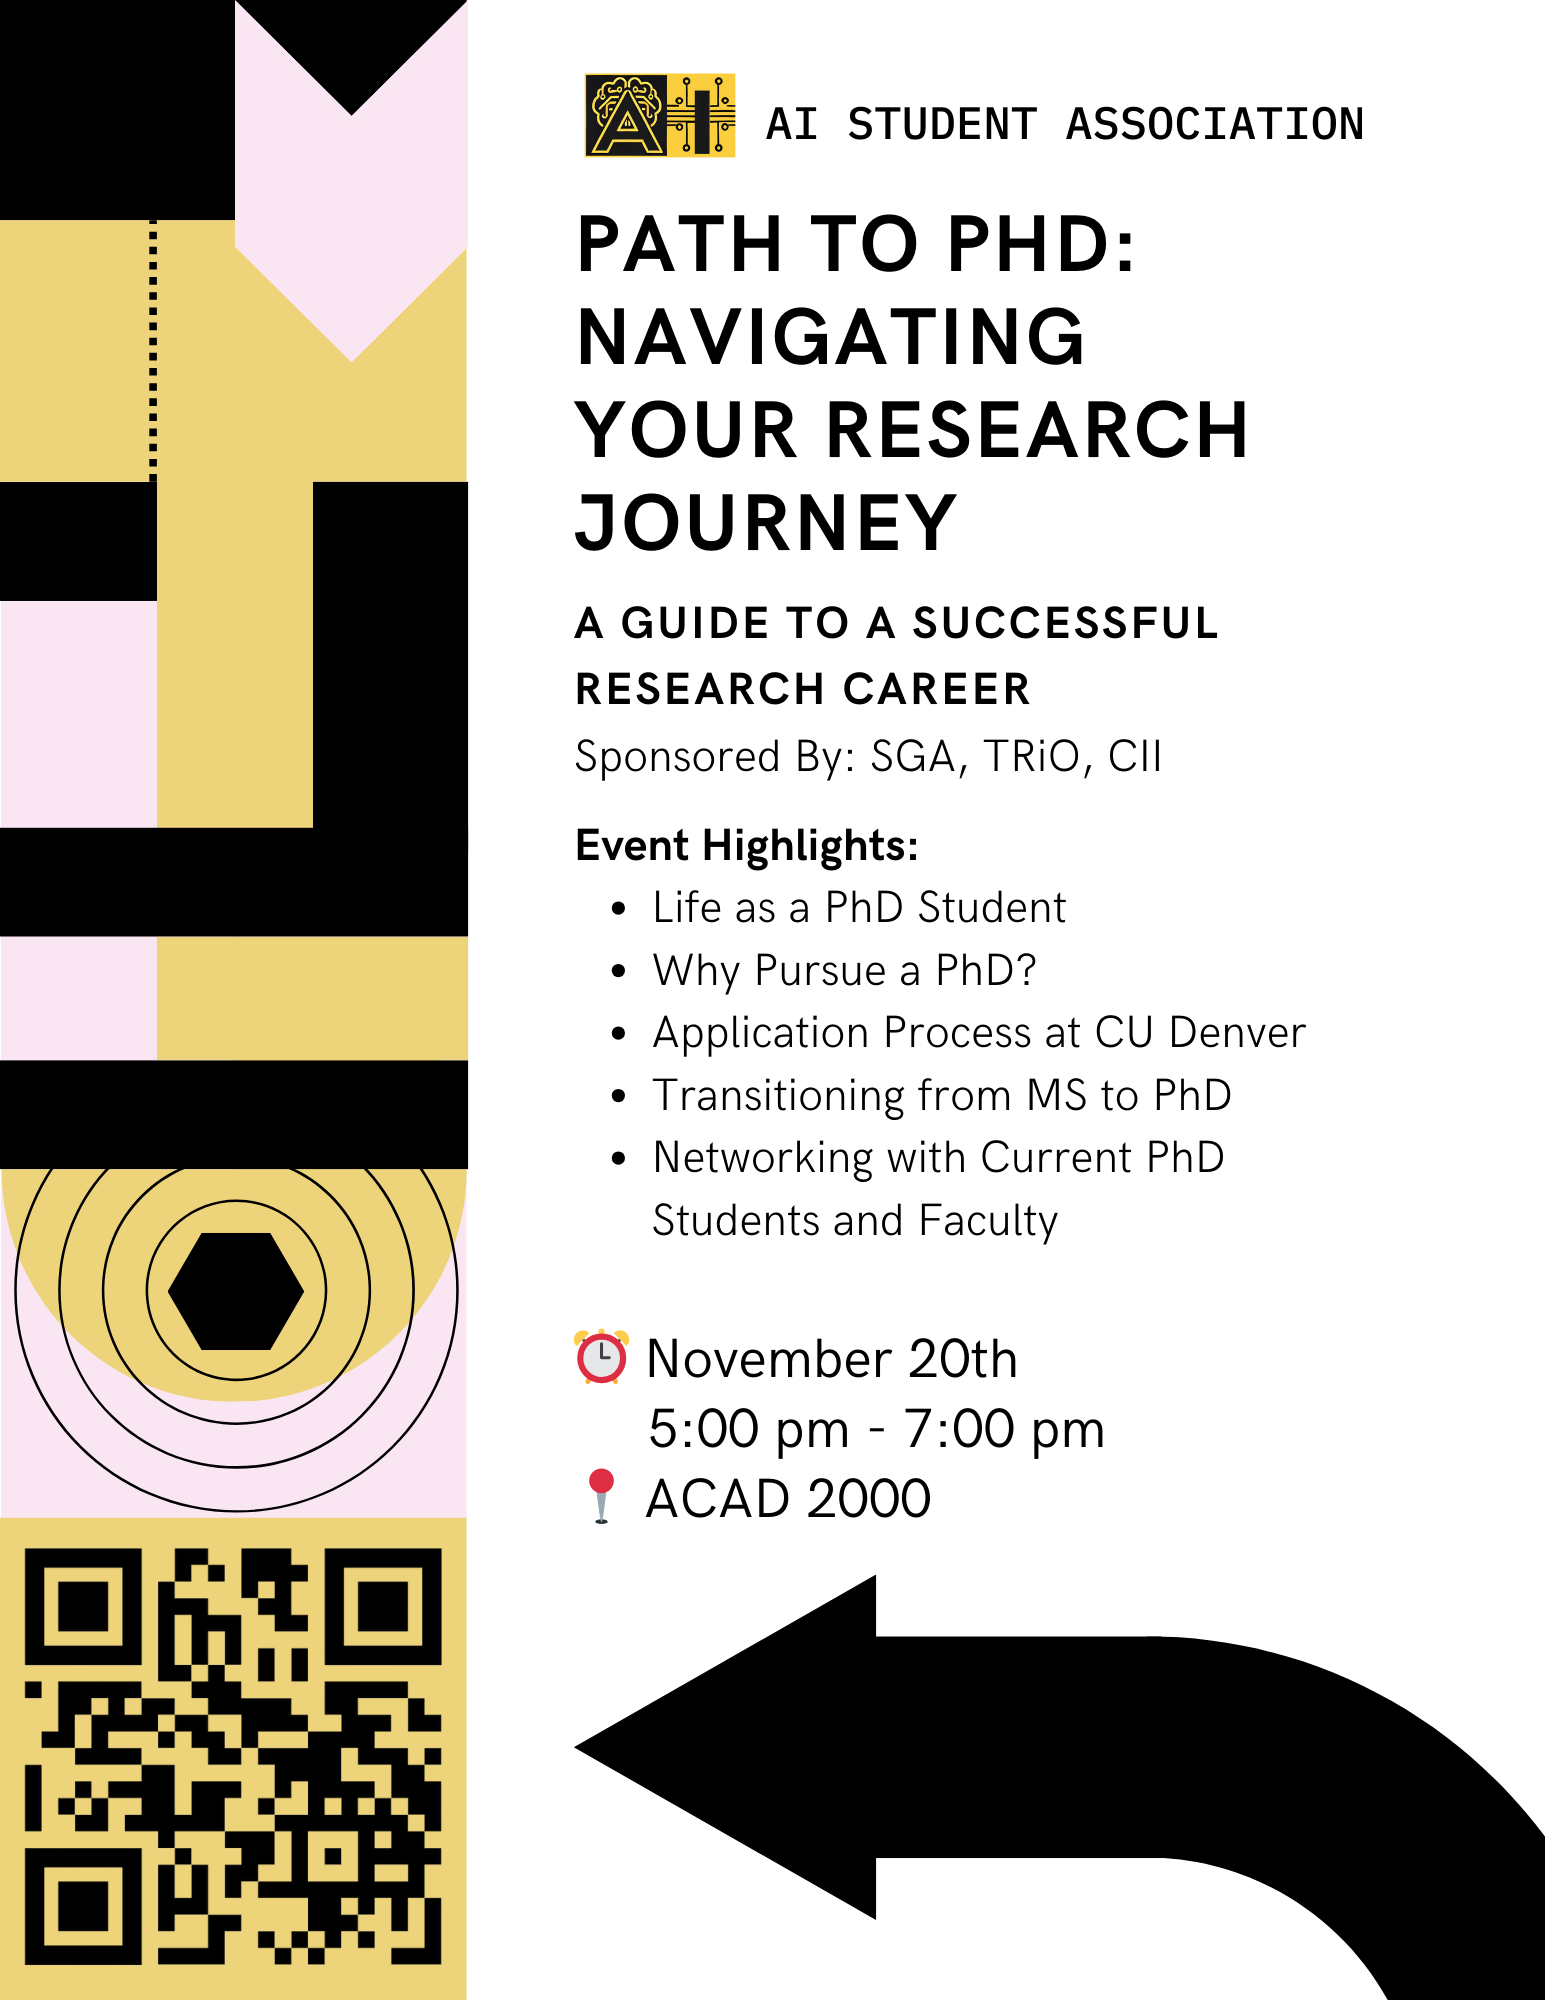 AI
AI STUDENT ASSOCIATION
PATH TO PHD:
NAVIGATING
YOUR RESEARCH
JOURNEY
A GUIDE TO A SUCCESSFUL
RESEARCH CAREER
Sponsored By: SGA, TRiO, CII
Event Highlights:
• Life as a PhD Student
• Why Pursue a PhD?
• Application Process at CU Denver
• Transitioning from MS to PhD
• Networking with Current PhD
Students and Faculty
November 20th
5:00 pm - 7:00 pm
ACAD 2000